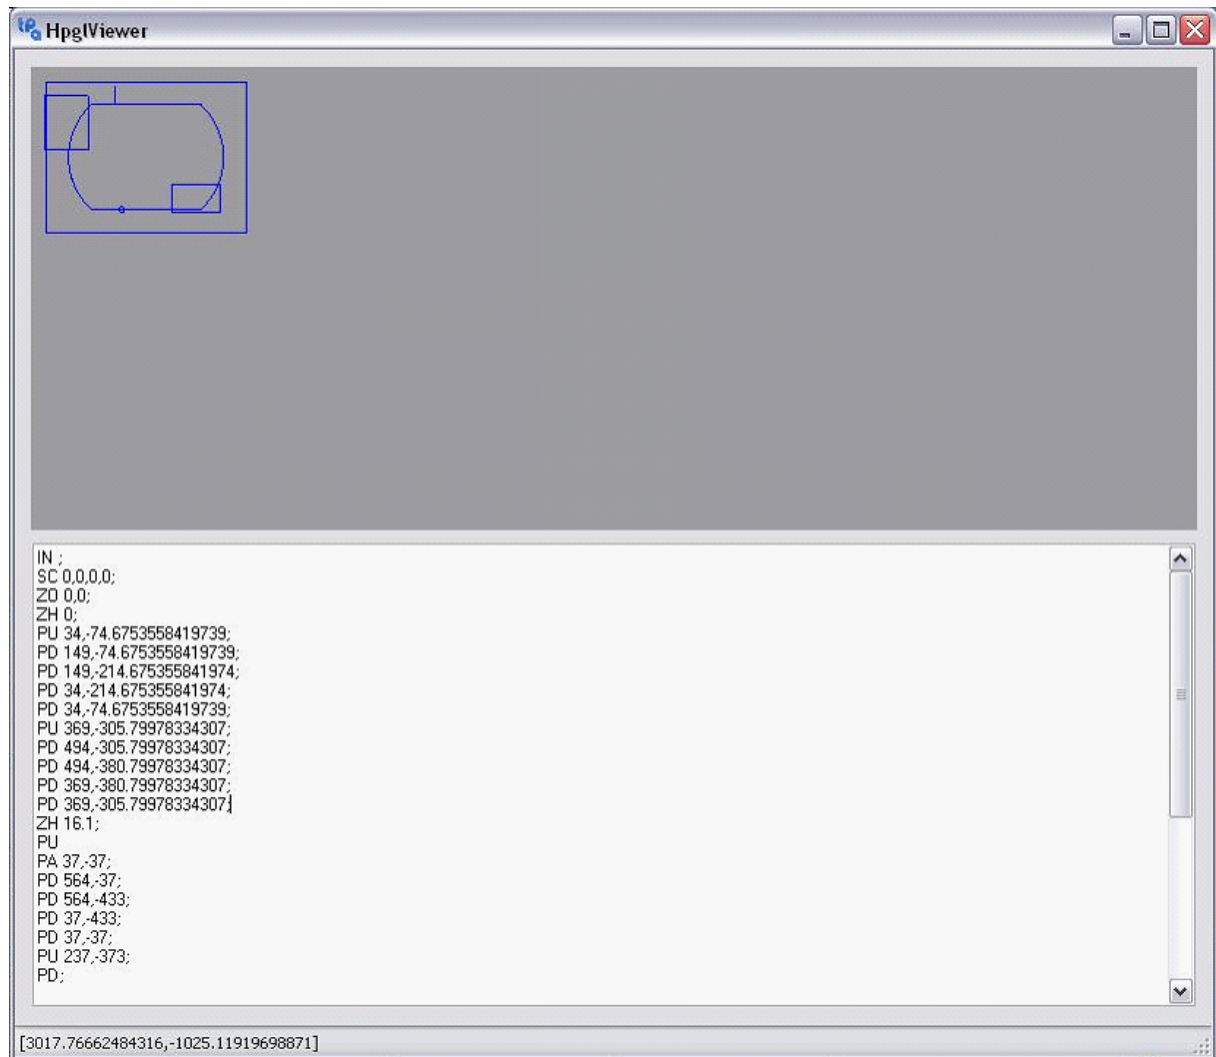 HpglViewer
IN ;
SC 0,0,0,0;
ZO 0,0;
ZH 0;
PU 34,-74.6753558419739;
PD 149,-74.6753558419739;
PD 149,-214.675355841974;
PD 34,-214.675355841974;
PD 34,-74.6753558419739;
PU 369,-305.79978334307;
PD 494,-305.79978334307;
PD 494,-380.79978334307;
PD 369,-380.79978334307;
PD 369,-305.79978334307;
ZH 16.1;
PU
PA 37,-37;
PD 564,-37;
PD 564,-433;
PD 37,-433;
PD 37,-37;
PU 237,-373;
PD;
[3017.76662484316,-1025.11919698871]